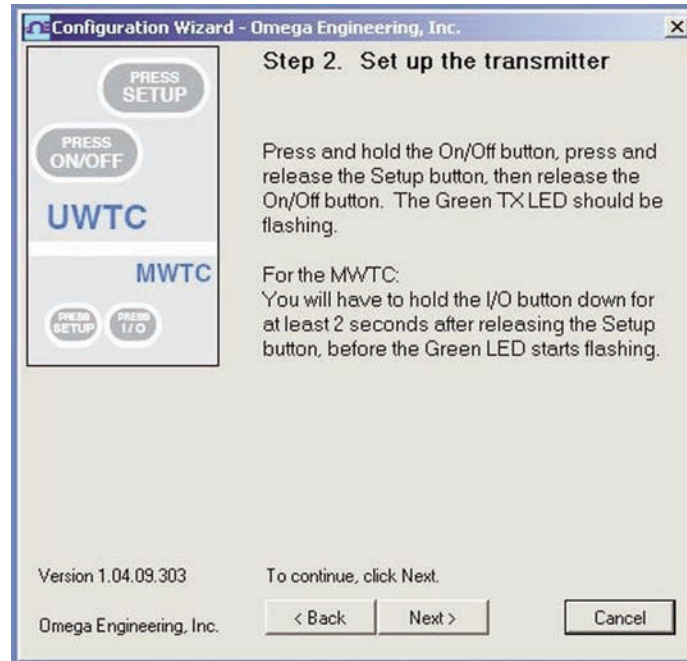 Configuration Wizard - Omega Engineering, Inc.
PRESS
SETUP
PRESS
ON/OFF
UWTC
MWTC
PRESS
SETUP
PRESS
I/O
Step 2. Set up the transmitter
Press and hold the On/Off button, press and
release the Setup button, then release the
On/Off button. The Green TX LED should be
flashing.
For the MWTC:
You will have to hold the I/O button down for
at least 2 seconds after releasing the Setup
button, before the Green LED starts flashing.
Version 1.04.09.303
To continue, click Next.
Omega Engineering, Inc.
< Back
Next >
Cancel